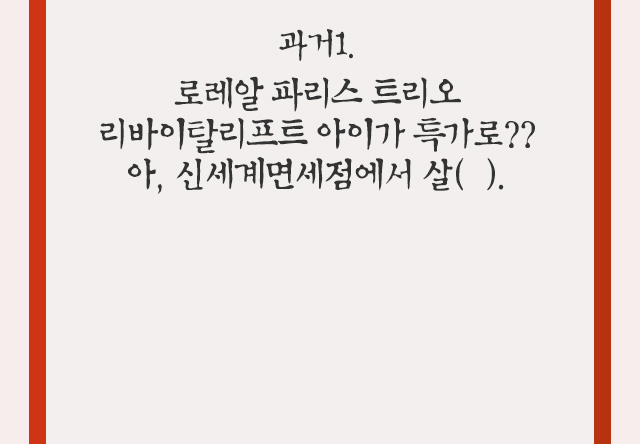 과거1.
로레알 파리스 트리오
리바이탈리프트 아이가 특가로??
아, 신세계면세점에서 살(  ).